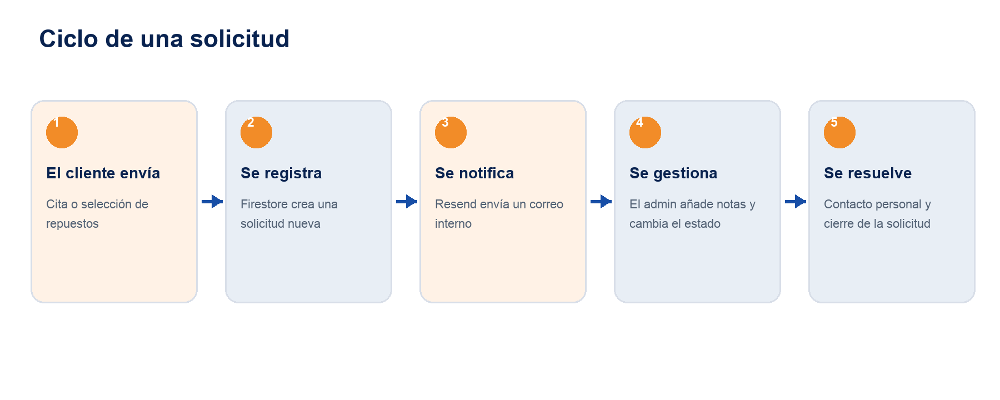 Ciclo de una solicitud
1
El cliente envía
Cita o selección de
repuestos
2
Se registra
Firestore crea una
solicitud nueva
3
Se notifica
Resend envía un correo
interno
4
Se gestiona
El admin añade notas y
cambia el estado
5
Se resuelve
Contacto personal y
cierre de la solicitud